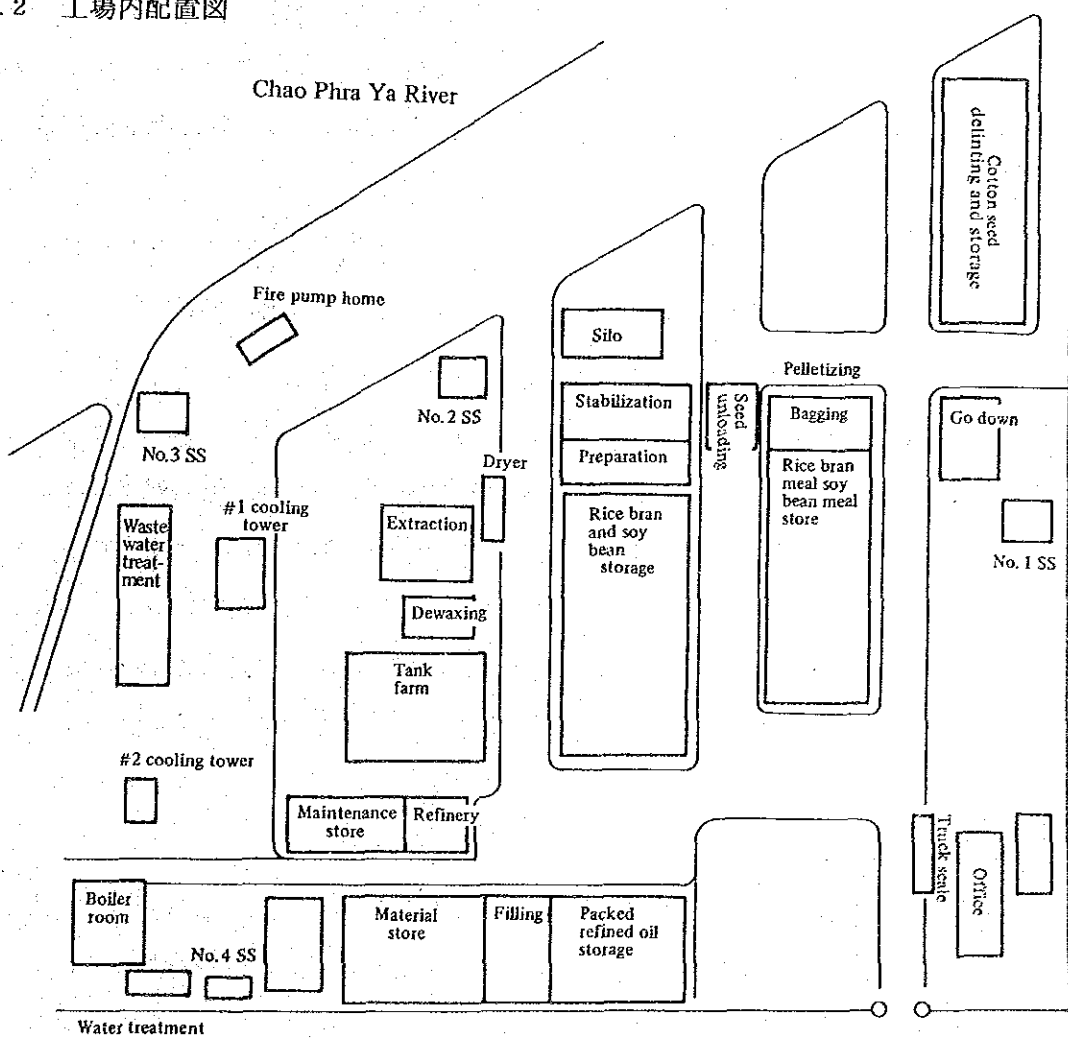 .2 工場内配置図
Chao Phra Ya River
Cotton seed
delinting and storage
Fire pump home
Silo
Pelletizing
No.2 SS
Stabilization
Seed
unloading
Bagging
Go down
No.3 SS
Preparation
Dryer
Rice bran
meal soy
bean meal
store
#1 cooling
tower
Extraction
Rice bran
and soy
bean
storage
Waste
water
treat-
ment
No. 1 SS
Dewaxing
Tank
farm
#2 cooling tower
Maintenance
store
Refinery
Truck scale
Office
Boiler
room
Material
store
Filling
Packed
refined oil
storage
No.4 SS
Water treatment